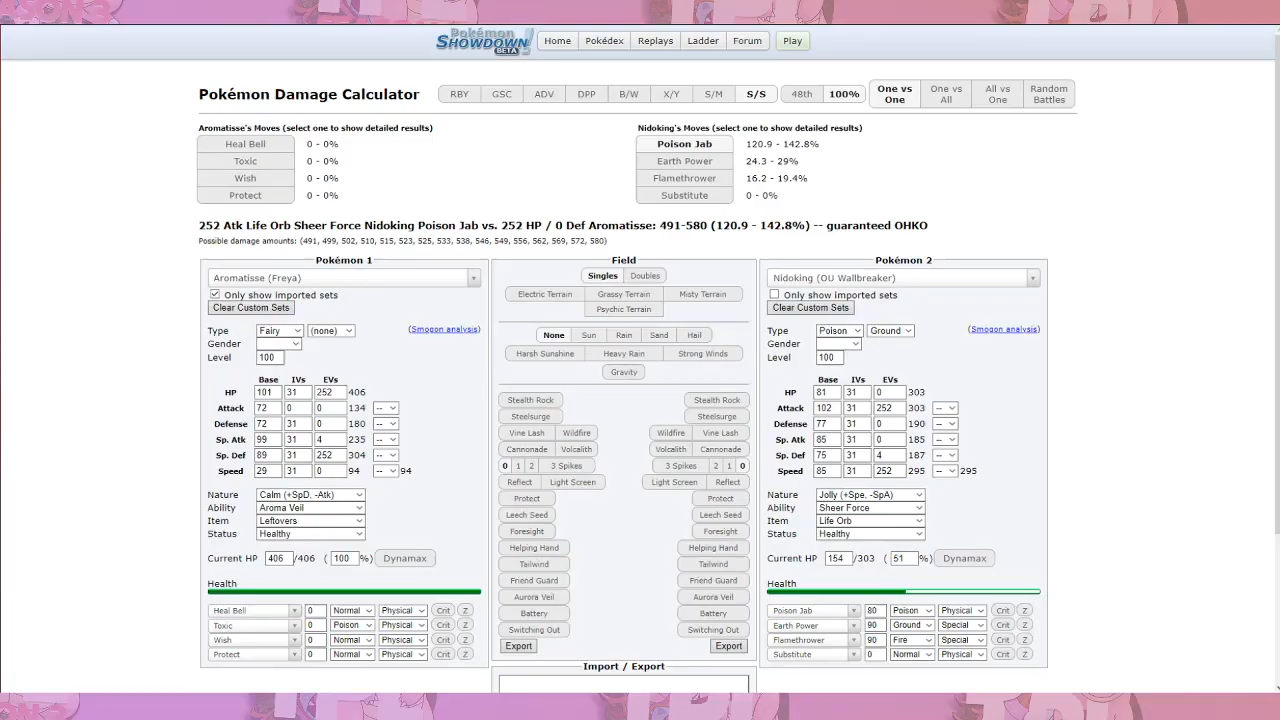 Pokémon
SHOWDOWN
BETA
Home Pokédex Replays Ladder Forum Play
Pokémon Damage Calculator
RBY GSC ADV DPP B/W X/Y S/M S/S
48th 100%
One vs One
One vs All
All vs One
Random Battles
Aromatisse's Moves (select one to show detailed results)
Heal Bell 0 - 0%
Toxic 0 - 0%
Wish 0 - 0%
Protect 0 - 0%
Nidoking's Moves (select one to show detailed results)
Poison Jab 120.9 - 142.8%
Earth Power 24.3 - 29%
Flamethrower 16.2 - 19.4%
Substitute 0 - 0%
252 Atk Life Orb Sheer Force Nidoking Poison Jab vs. 252 HP / 0 Def Aromatisse: 491-580 (120.9 - 142.8%) -- guaranteed OHKO
Possible damage amounts: (491, 499, 502, 510, 515, 523, 525, 533, 538, 546, 549, 556, 562, 569, 572, 580)
Pokémon 1
Aromatisse (Freya)
Only show imported sets
Clear Custom Sets
Type Fairy (none) (Smogon analysis)
Gender
Level 100
Base IVs EVs
HP 101 31 252 406
Attack 72 0 0 134 --
Defense 72 31 0 180 --
Sp. Atk 99 31 4 235 --
Sp. Def 89 31 252 304 --
Speed 29 31 0 94 -- 94
Nature Calm (+SpD, -Atk)
Ability Aroma Veil
Item Leftovers
Status Healthy
Current HP 406 /406 ( 100 %) Dynamax
Health
Heal Bell 0 Normal Physical Crit Z
Toxic 0 Poison Physical Crit Z
Wish 0 Normal Physical Crit Z
Protect 0 Normal Physical Crit Z
Field
Singles Doubles
Electric Terrain Grassy Terrain Misty Terrain
Psychic Terrain
None Sun Rain Sand Hail
Harsh Sunshine Heavy Rain Strong Winds
Gravity
Stealth Rock Stealth Rock
Steelsurge Steelsurge
Vine Lash Wildfire Wildfire Vine Lash
Cannonade Volcalith Volcalith Cannonade
0 1 2 3 Spikes 3 Spikes 2 1 0
Reflect Light Screen Light Screen Reflect
Protect Protect
Leech Seed Leech Seed
Foresight Foresight
Helping Hand Helping Hand
Tailwind Tailwind
Friend Guard Friend Guard
Aurora Veil Aurora Veil
Battery Battery
Switching Out Switching Out
Export Export
Import / Export
Pokémon 2
Nidoking (OU Wallbreaker)
Only show imported sets
Clear Custom Sets
Type Poison Ground (Smogon analysis)
Gender
Level 100
Base IVs EVs
HP 81 31 0 303
Attack 102 31 252 303 --
Defense 77 31 0 190 --
Sp. Atk 85 31 0 185 --
Sp. Def 75 31 4 187 --
Speed 85 31 252 295 -- 295
Nature Jolly (+Spe, -SpA)
Ability Sheer Force
Item Life Orb
Status Healthy
Current HP 154 /303 ( 51 %) Dynamax
Health
Poison Jab 80 Poison Physical Crit Z
Earth Power 90 Ground Special Crit Z
Flamethrower 90 Fire Special Crit Z
Substitute 0 Normal Physical Crit Z